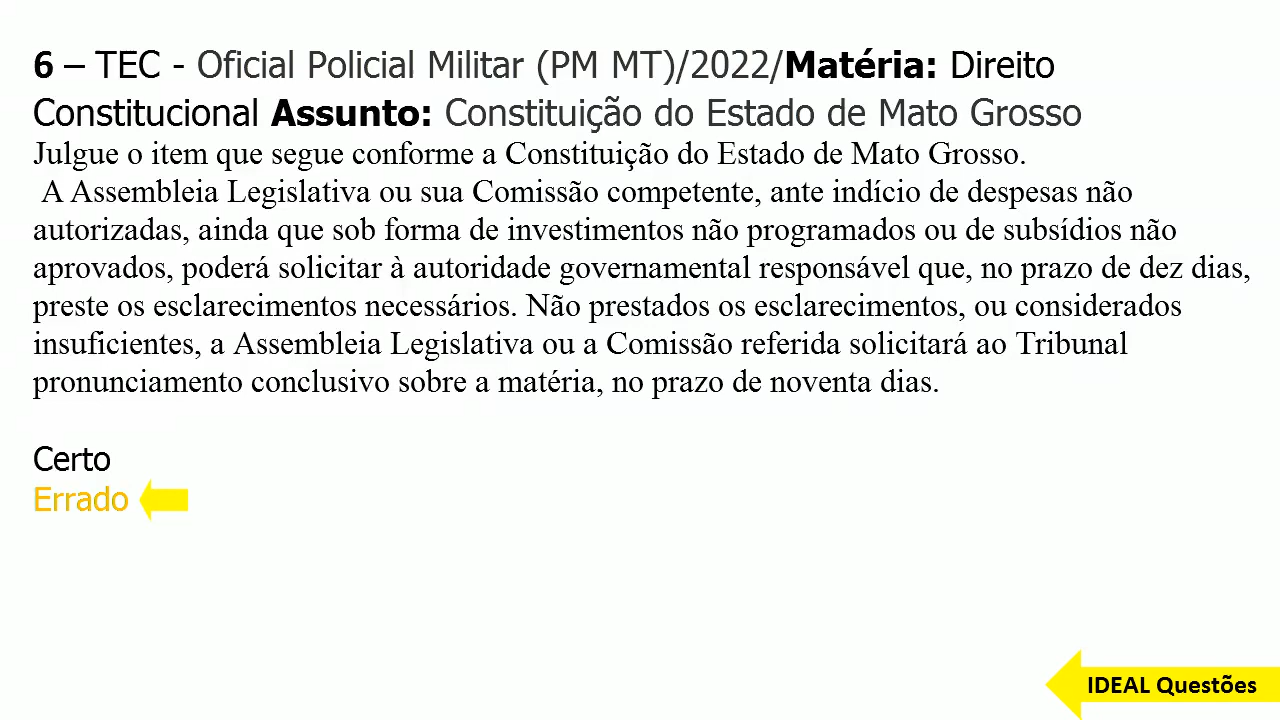 6 – TEC - Oficial Policial Militar (PM MT)/2022/Matéria: Direito
Constitucional Assunto: Constituição do Estado de Mato Grosso
Julgue o item que segue conforme a Constituição do Estado de Mato Grosso.
A Assembleia Legislativa ou sua Comissão competente, ante indício de despesas não
autorizadas, ainda que sob forma de investimentos não programados ou de subsídios não
aprovados, poderá solicitar à autoridade governamental responsável que, no prazo de dez dias,
preste os esclarecimentos necessários. Não prestados os esclarecimentos, ou considerados
insuficientes, a Assembleia Legislativa ou a Comissão referida solicitará ao Tribunal
pronunciamento conclusivo sobre a matéria, no prazo de noventa dias.
Certo
Errado
IDEAL Questões